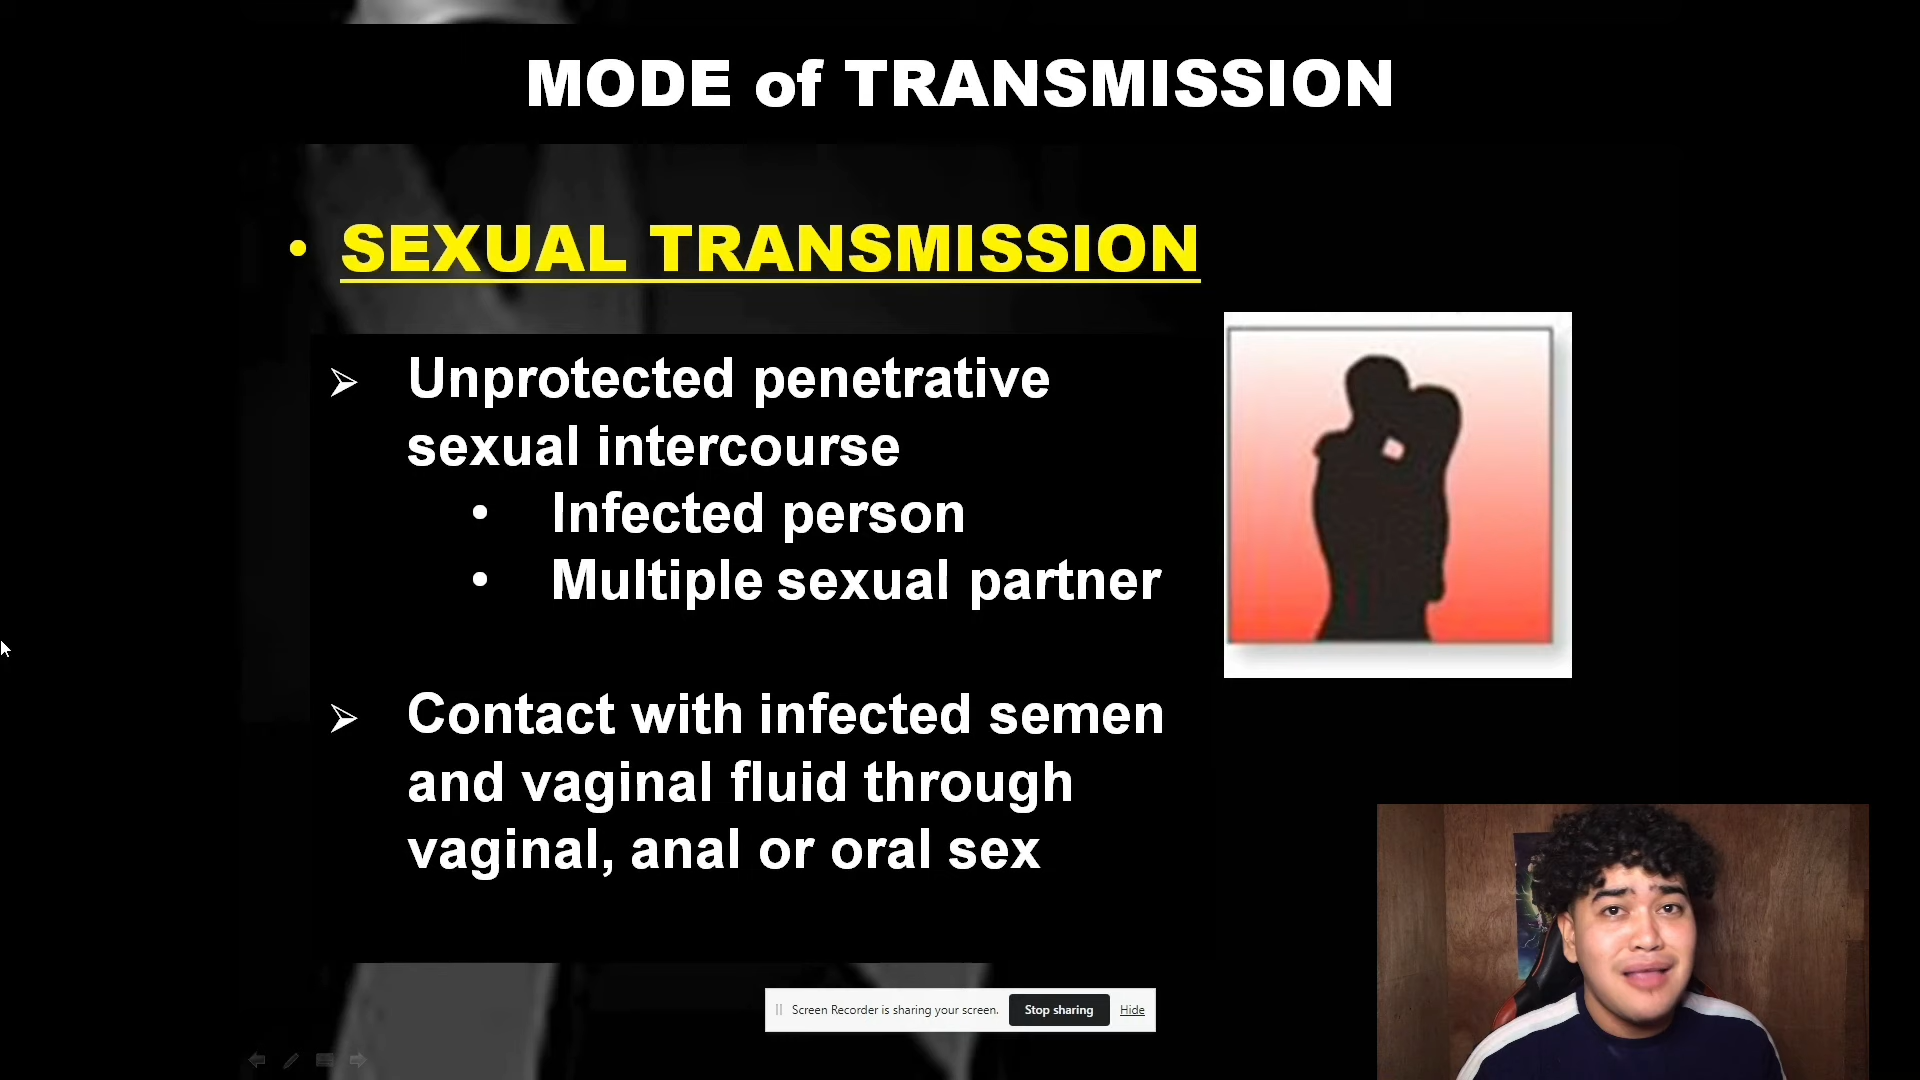 MODE of TRANSMISSION
• SEXUAL TRANSMISSION
➢ Unprotected penetrative
sexual intercourse
• Infected person
• Multiple sexual partner
➢ Contact with infected semen
and vaginal fluid through
vaginal, anal or oral sex
Screen Recorder is sharing your screen. Stop sharing Hide